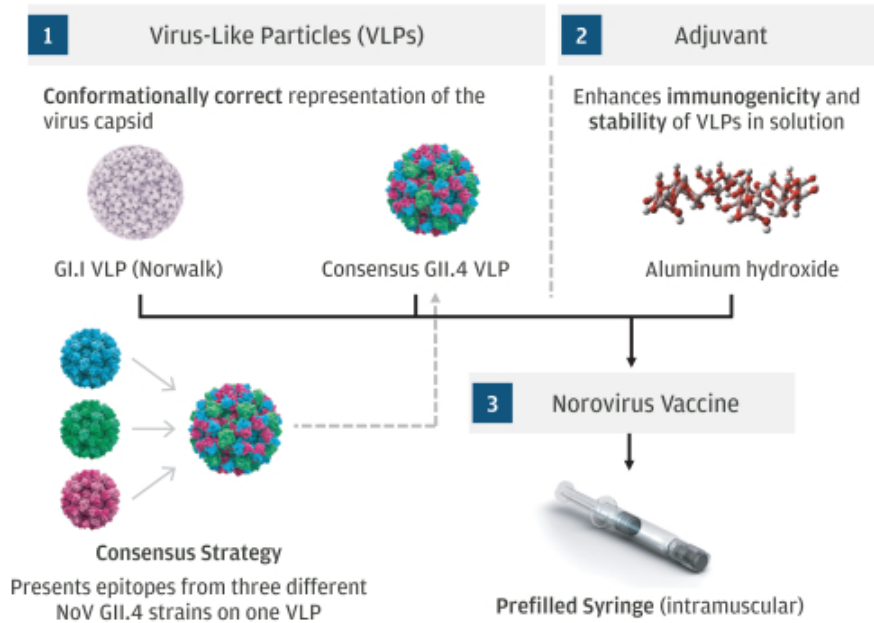 1
Virus-Like Particles (VLPs)
2
Adjuvant
Conformationally correct representation of the
virus capsid
Enhances immunogenicity and
stability of VLPs in solution
GI.I VLP (Norwalk)
Consensus GII.4 VLP
Aluminum hydroxide
3
Norovirus Vaccine
Consensus Strategy
Presents epitopes from three different
NoV GII.4 strains on one VLP
Prefilled Syringe (intramuscular)